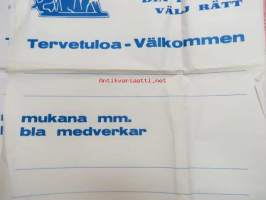 VÄLJ RÄTT
Tervetuloa - Välkommen
Antikvariaatti.net
mukana mm.
bla medverkar